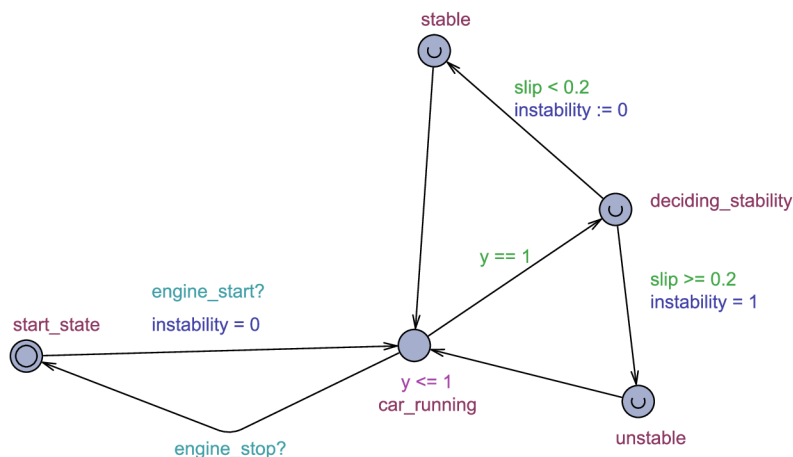 stable
slip < 0.2
instability := 0
deciding_stability
y == 1
slip >= 0.2
instability = 1
engine_start?
instability = 0
start_state
y <= 1
car_running
unstable
engine_stop?